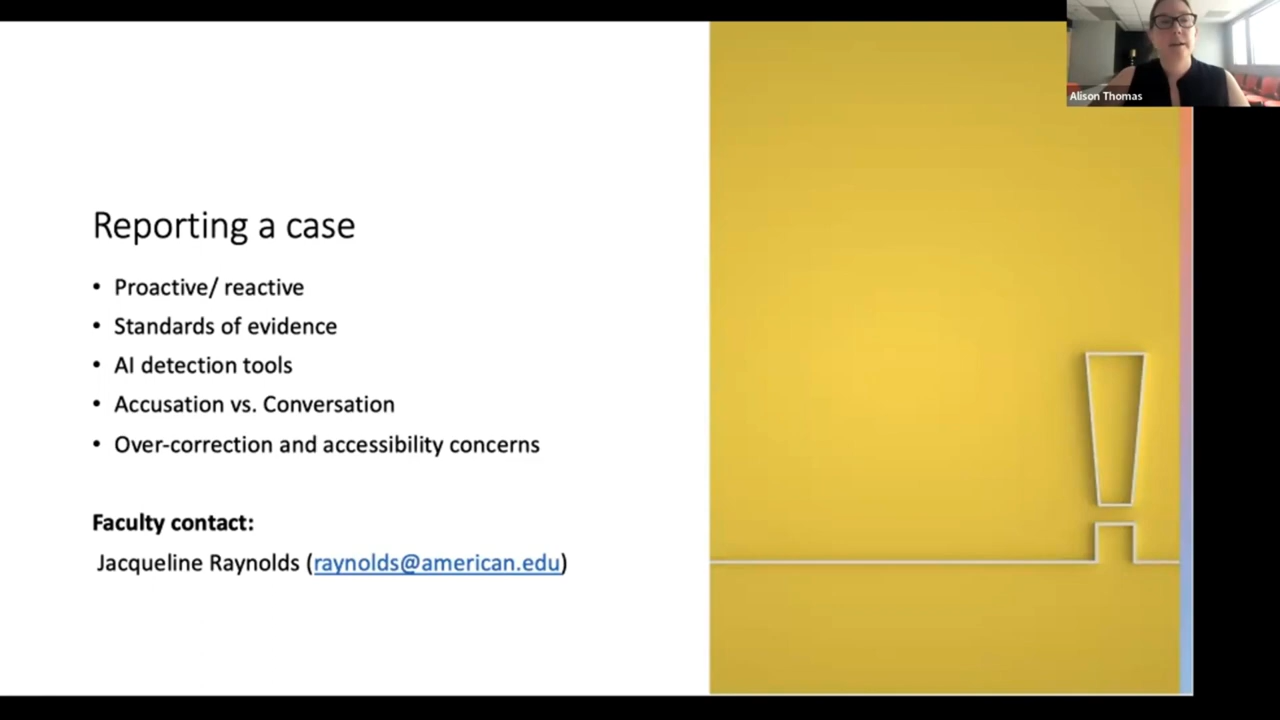 Alison Thomas
Reporting a case
• Proactive/ reactive
• Standards of evidence
• AI detection tools
• Accusation vs. Conversation
• Over-correction and accessibility concerns
Faculty contact:
Jacqueline Raynolds (raynolds@american.edu)